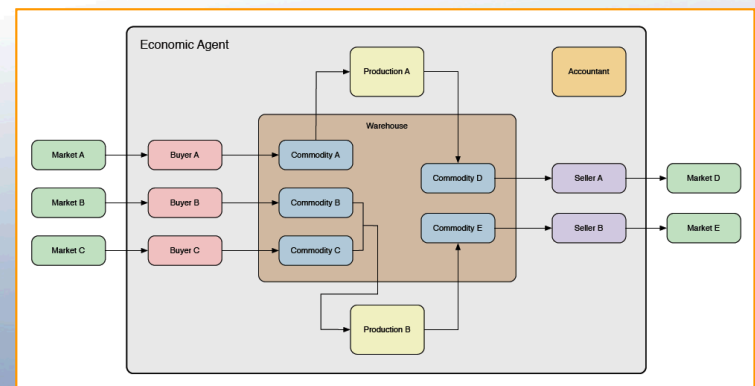 Economic Agent
Production A
Accountant
Warehouse
Market A
Buyer A
Commodity A
Commodity D
Seller A
Market D
Market B
Buyer B
Commodity B
Commodity E
Seller B
Market E
Market C
Buyer C
Commodity C
Production B